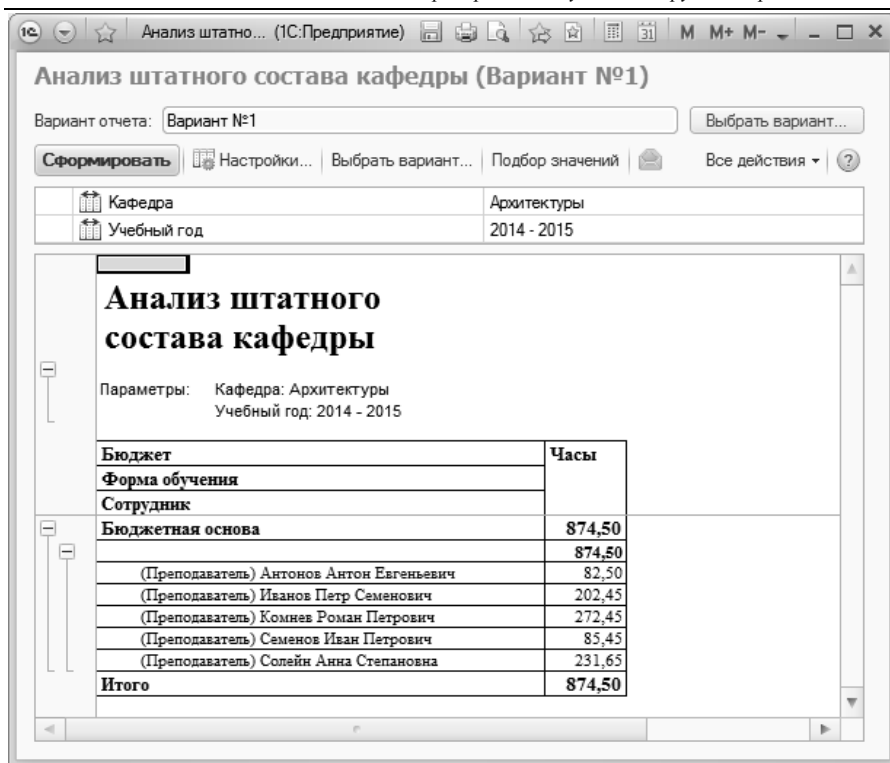 Анализ штатно... (1С:Предприятие) 31 M M+ M-
Анализ штатного состава кафедры (Вариант №1)
Вариант отчета: Вариант №1 Выбрать вариант...
Сформировать Настройки... Выбрать вариант... Подбор значений Все действия ?
Кафедра Архитектуры
Учебный год 2014 - 2015
Анализ штатного
состава кафедры
Параметры: Кафедра: Архитектуры
Учебный год: 2014 - 2015
Бюджет Часы
Форма обучения
Сотрудник
Бюджетная основа 874,50
874,50
(Преподаватель) Антонов Антон Евгеньевич 82,50
(Преподаватель) Иванов Петр Семенович 202,45
(Преподаватель) Комнев Роман Петрович 272,45
(Преподаватель) Семенов Иван Петрович 85,45
(Преподаватель) Солейн Анна Степановна 231,65
Итого 874,50